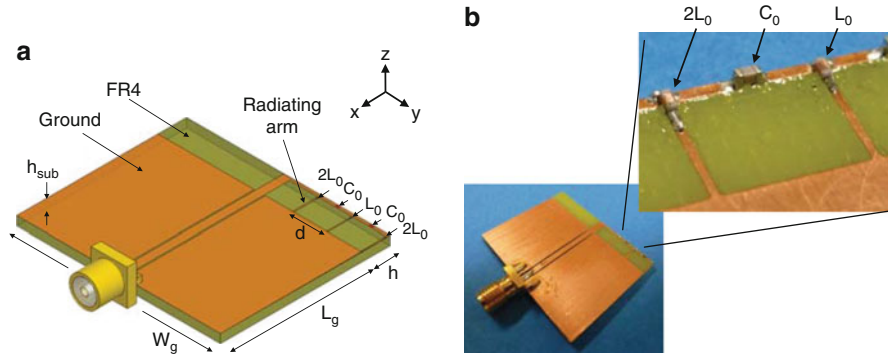 a
FR4
Ground
Radiating
arm
z
x
y
h_sub
2L_0
C_0
L_0
C_0
2L_0
d
h
L_g
W_g
b
2L_0
C_0
L_0